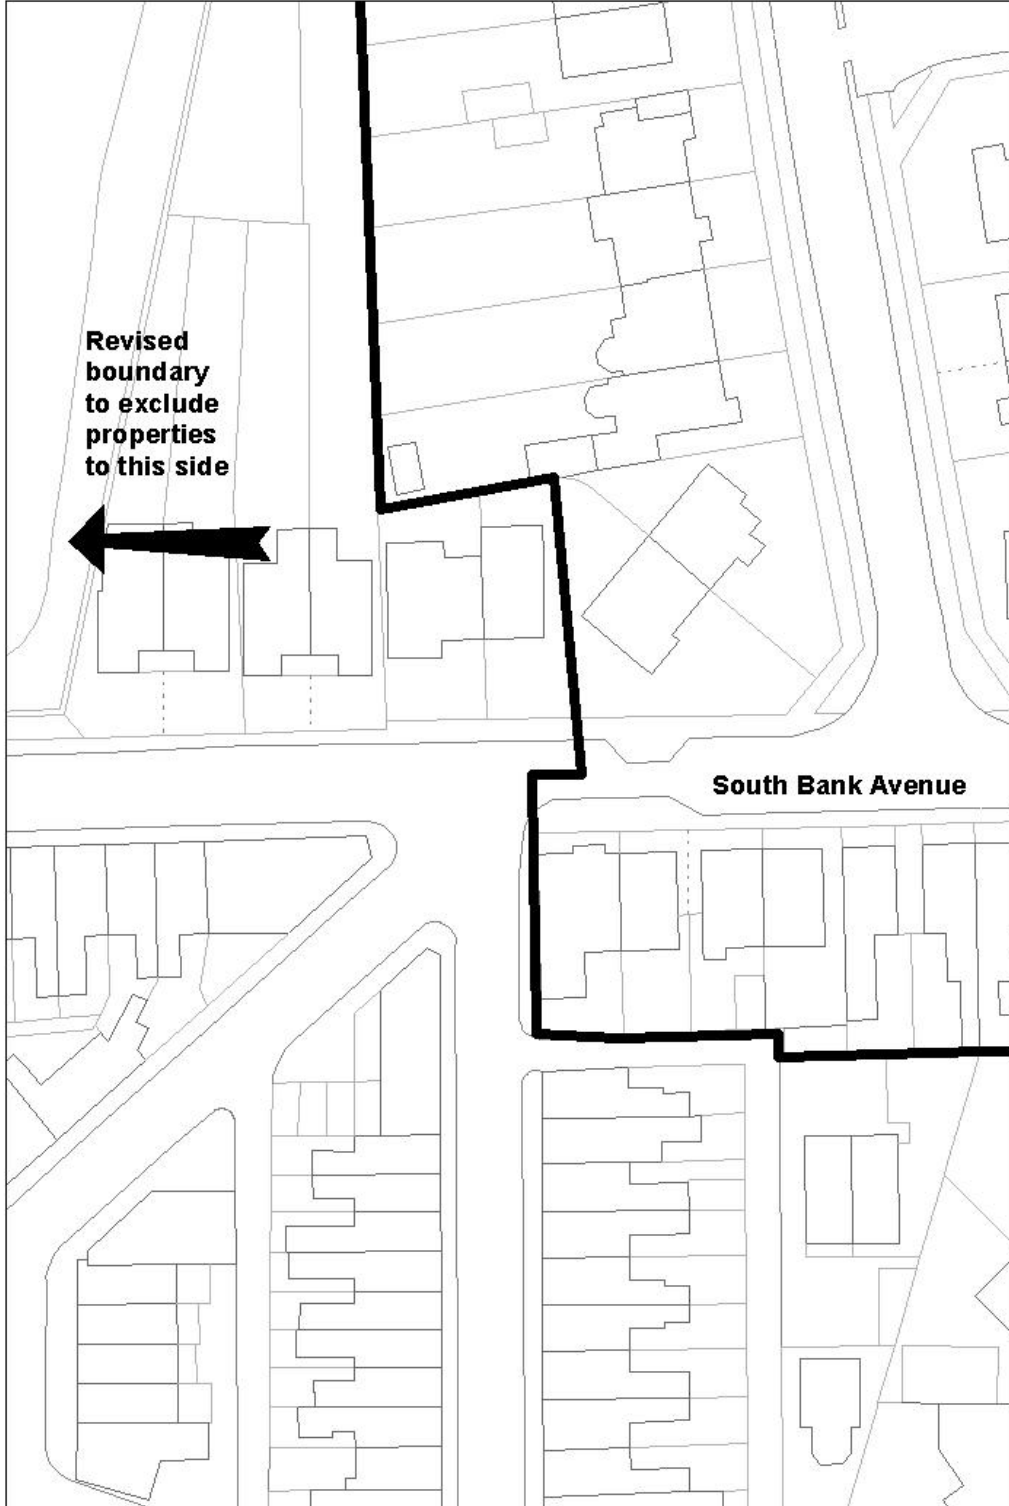 Revised
boundary
to exclude
properties
to this side
South Bank Avenue